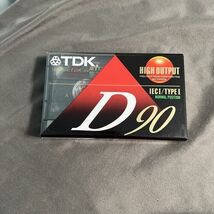 TDK
HIGH OUTPUT
IEC I / TYPE I
NORMAL POSITION
D90